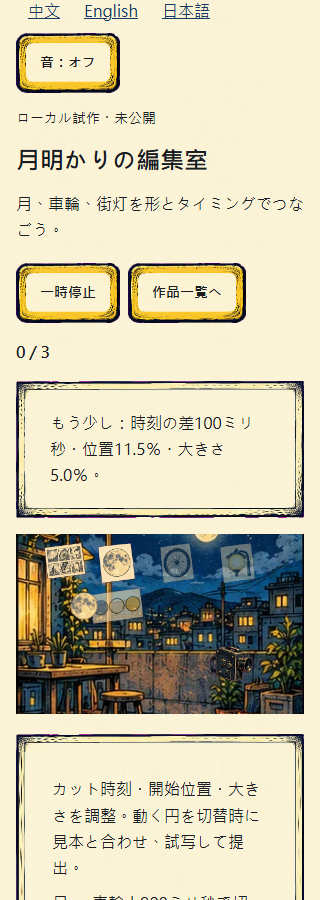 中文 English 日本語
音：オフ
ローカル試作・未公開
月明かりの編集室
月、車輪、街灯を形とタイミングでつな
ごう。
一時停止 作品一覧へ
0 / 3
もう少し：時刻の差100ミリ
秒・位置11.5%・大きさ
5.0%。
カット時刻・開始位置・大き
さを調整。動く円を切替時に
見本と合わせ、試写して提
出。